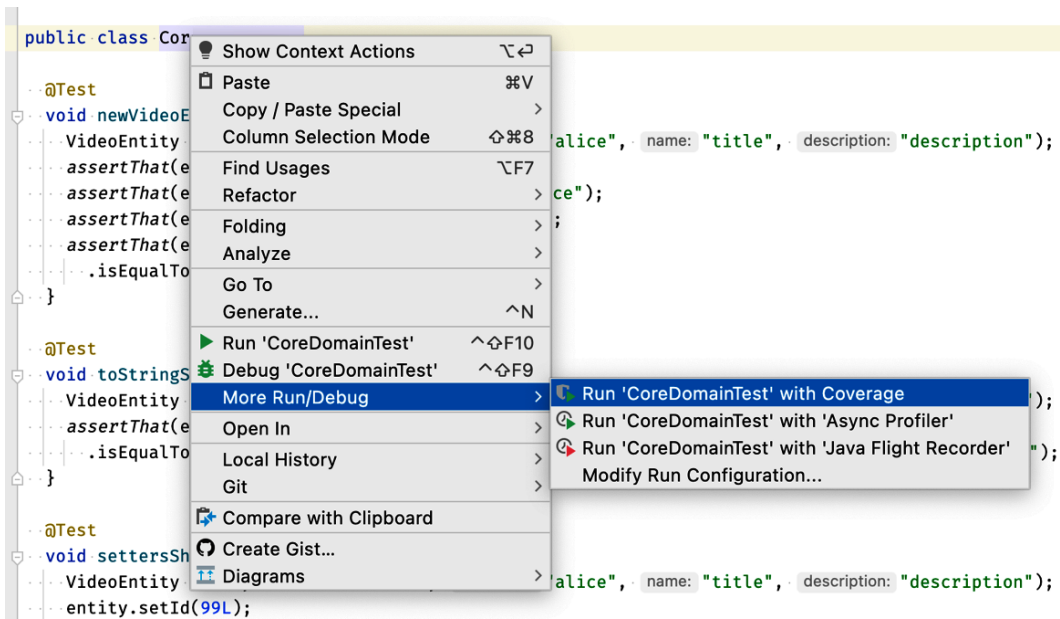 public class Cor
Show Context Actions ⌥⏎
@Test
Paste ⌘V
void newVideoE
Copy / Paste Special
VideoEntity
Column Selection Mode ⇧⌘8
"alice", name: "title", description: "description");
assertThat(e
Find Usages ⌥F7
assertThat(e
Refactor
ce");
assertThat(e
Folding
;
assertThat(e
Analyze
.isEqualTo
Go To
}
Generate... ^N
@Test
Run 'CoreDomainTest' ^⇧F10
void toStringS
Debug 'CoreDomainTest' ^⇧F9
VideoEntity
More Run/Debug
Run 'CoreDomainTest' with Coverage
);
assertThat(e
Open In
Run 'CoreDomainTest' with 'Async Profiler'
.isEqualTo
Local History
Run 'CoreDomainTest' with 'Java Flight Recorder'
");
}
Git
Modify Run Configuration...
Compare with Clipboard
@Test
Create Gist...
void settersSh
Diagrams
VideoEntity
"alice", name: "title", description: "description");
entity.setId(99L);